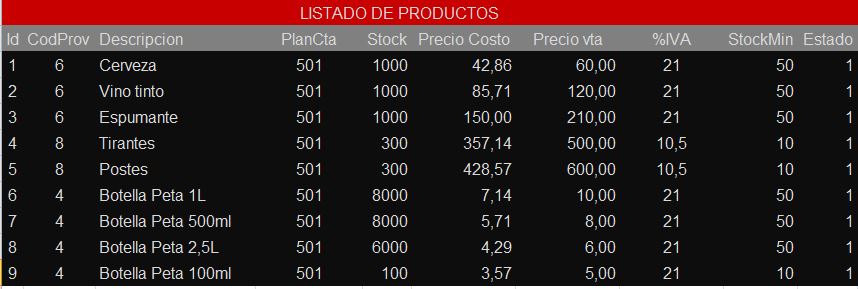 LISTADO DE PRODUCTOS
Id CodProv Descripcion PlanCta Stock Precio Costo Precio vta %IVA StockMin Estado
1 6 Cerveza 501 1000 42,86 60,00 21 50 1
2 6 Vino tinto 501 1000 85,71 120,00 21 50 1
3 6 Espumante 501 1000 150,00 210,00 21 50 1
4 8 Tirantes 501 300 357,14 500,00 10,5 10 1
5 8 Postes 501 300 428,57 600,00 10,5 10 1
6 4 Botella Peta 1L 501 8000 7,14 10,00 21 50 1
7 4 Botella Peta 500ml 501 8000 5,71 8,00 21 50 1
8 4 Botella Peta 2,5L 501 6000 4,29 6,00 21 50 1
9 4 Botella Peta 100ml 501 100 3,57 5,00 21 10 1